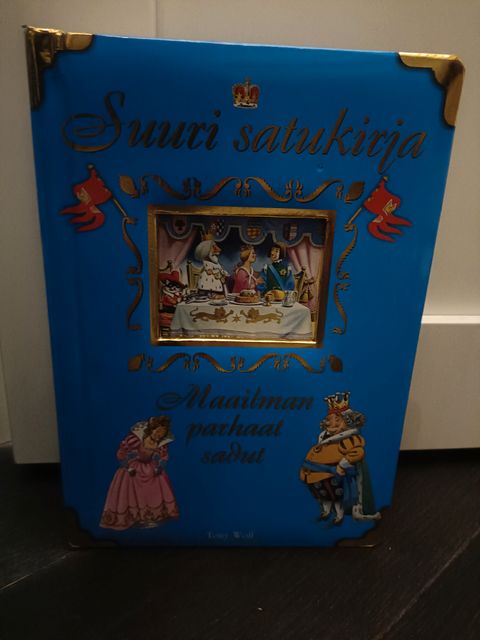 Suuri satukirja
Maailman
parhaat
sadut
Tony Wolf